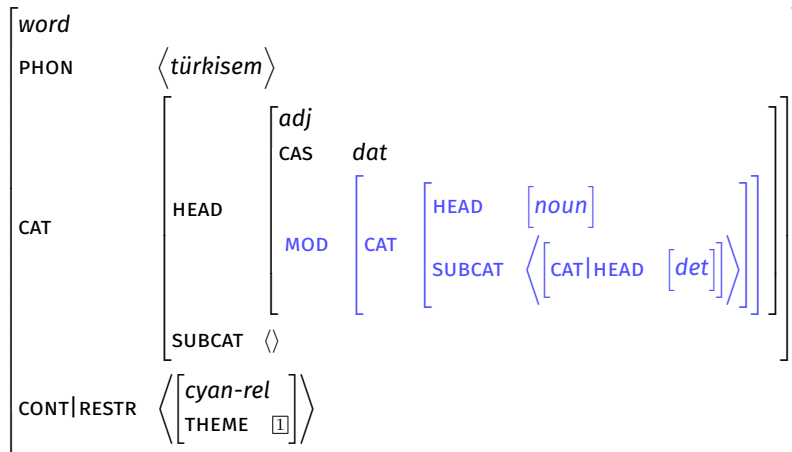 word
PHON ⟨türkisem⟩
CAT HEAD adj
CAS dat
MOD CAT HEAD [noun]
SUBCAT ⟨[CAT|HEAD [det]]⟩
SUBCAT ⟨⟩
CONT|RESTR ⟨[cyan-rel
THEME 1]⟩